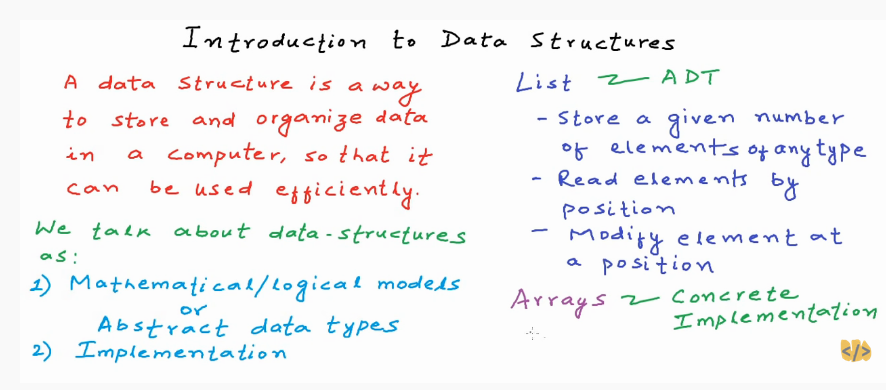 Introduction to Data Structures
A data structure is a way
to store and organize data
in a computer, so that it
can be used efficiently.
We talk about data-structures
as:
1) Mathematical/Logical models
or
Abstract data types
2) Implementation
List ADT
- Store a given number
of elements of any type
- Read elements by
position
- Modify element at
a position
Arrays Concrete
Implementation
</>